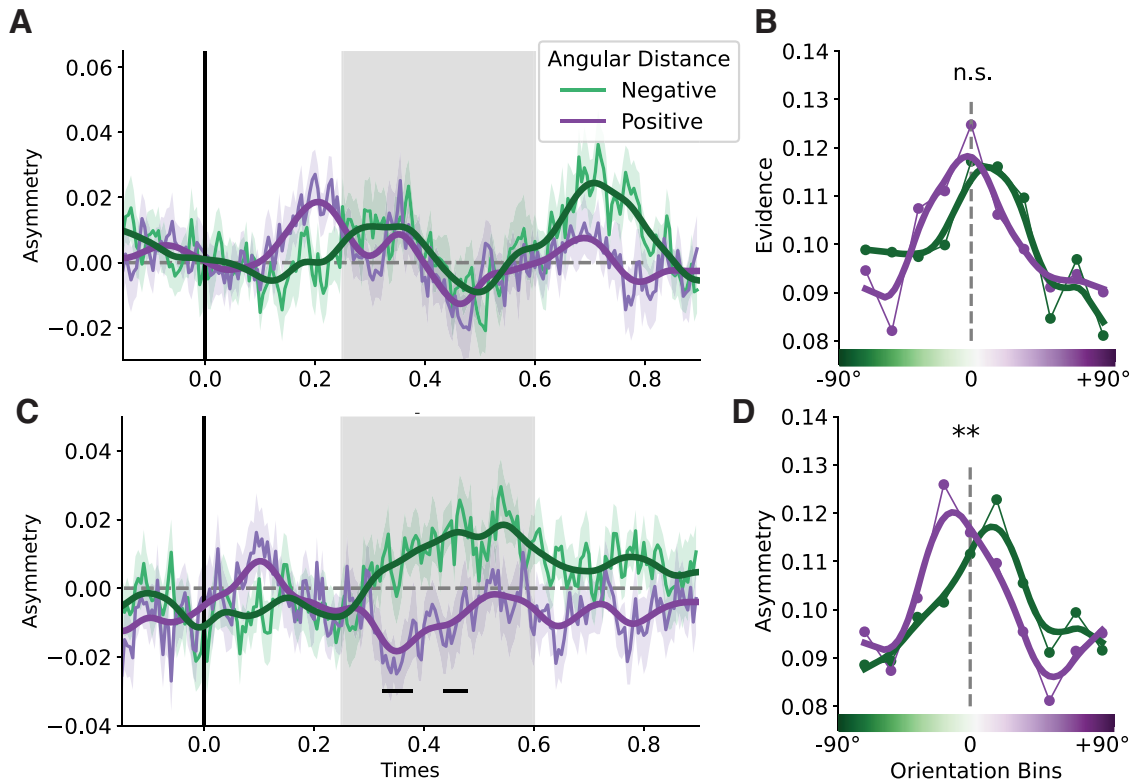 A
Asymmetry
0.06
0.04
0.02
0.00
−0.02
0.0 0.2 0.4 0.6 0.8
Angular Distance
Negative
Positive
B
Evidence
0.14
0.13
0.12
0.11
0.10
0.09
0.08
n.s.
-90° 0 +90°
C
Asymmetry
0.04
0.02
0.00
−0.02
−0.04
0.0 0.2 0.4 0.6 0.8
Times
D
Asymmetry
0.14
0.13
0.12
0.11
0.10
0.09
0.08
**
-90° 0 +90°
Orientation Bins